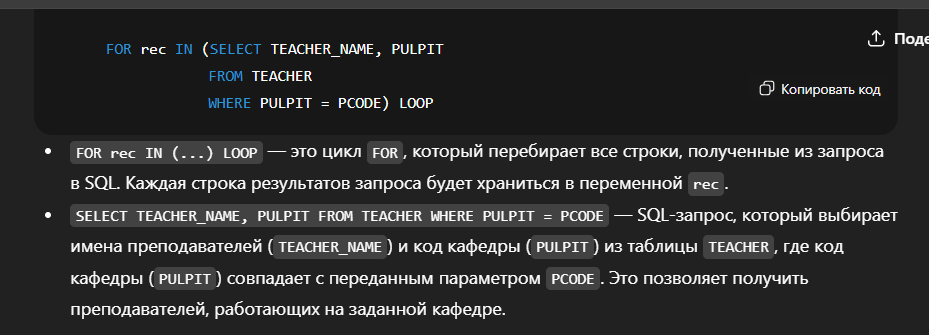 FOR rec IN (SELECT TEACHER_NAME, PULPIT
Поде
FROM TEACHER
Копировать код
WHERE PULPIT = PCODE) LOOP
• FOR rec IN (...) LOOP — это цикл FOR, который перебирает все строки, полученные из запроса
в SQL. Каждая строка результатов запроса будет храниться в переменной rec.
• SELECT TEACHER_NAME, PULPIT FROM TEACHER WHERE PULPIT = PCODE — SQL-запрос, который выбирает
имена преподавателей (TEACHER_NAME) и код кафедры (PULPIT) из таблицы TEACHER, где код
кафедры (PULPIT) совпадает с переданным параметром PCODE. Это позволяет получить
преподавателей, работающих на заданной кафедре.